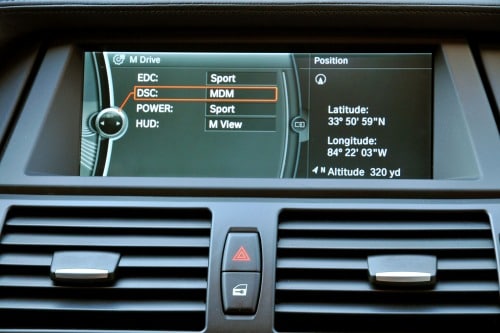 M Drive
EDC: Sport
DSC: MDM
POWER: Sport
HUD: M View
Position
Latitude:
33° 50' 59"N
Longitude:
84° 22' 03"W
N Altitude 320 yd